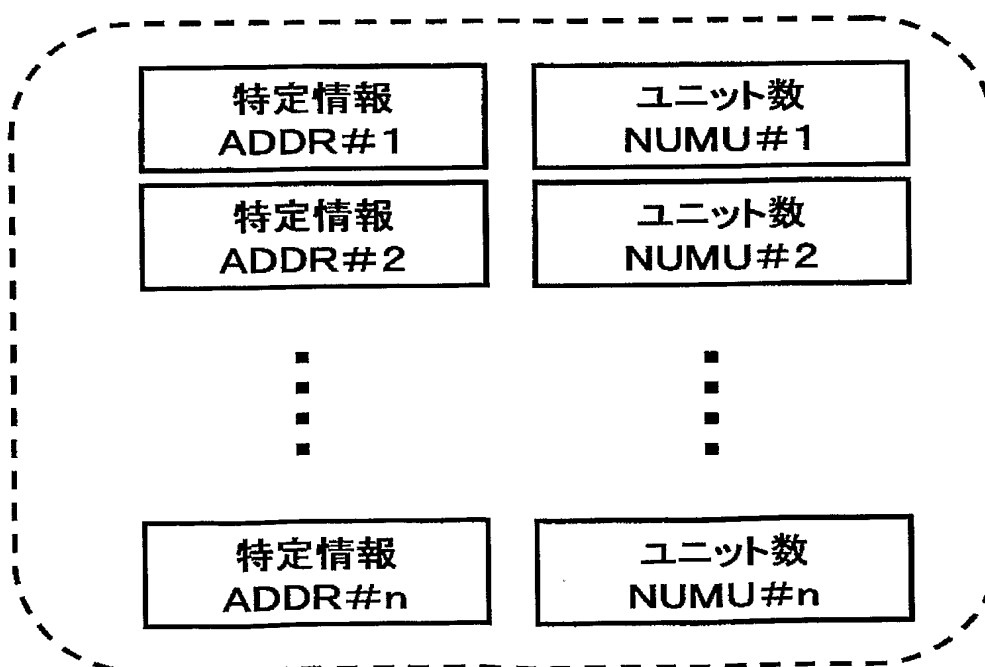 特定情報
ADDR#1
ユニット数
NUMU#1
特定情報
ADDR#2
ユニット数
NUMU#2
特定情報
ADDR#n
ユニット数
NUMU#n